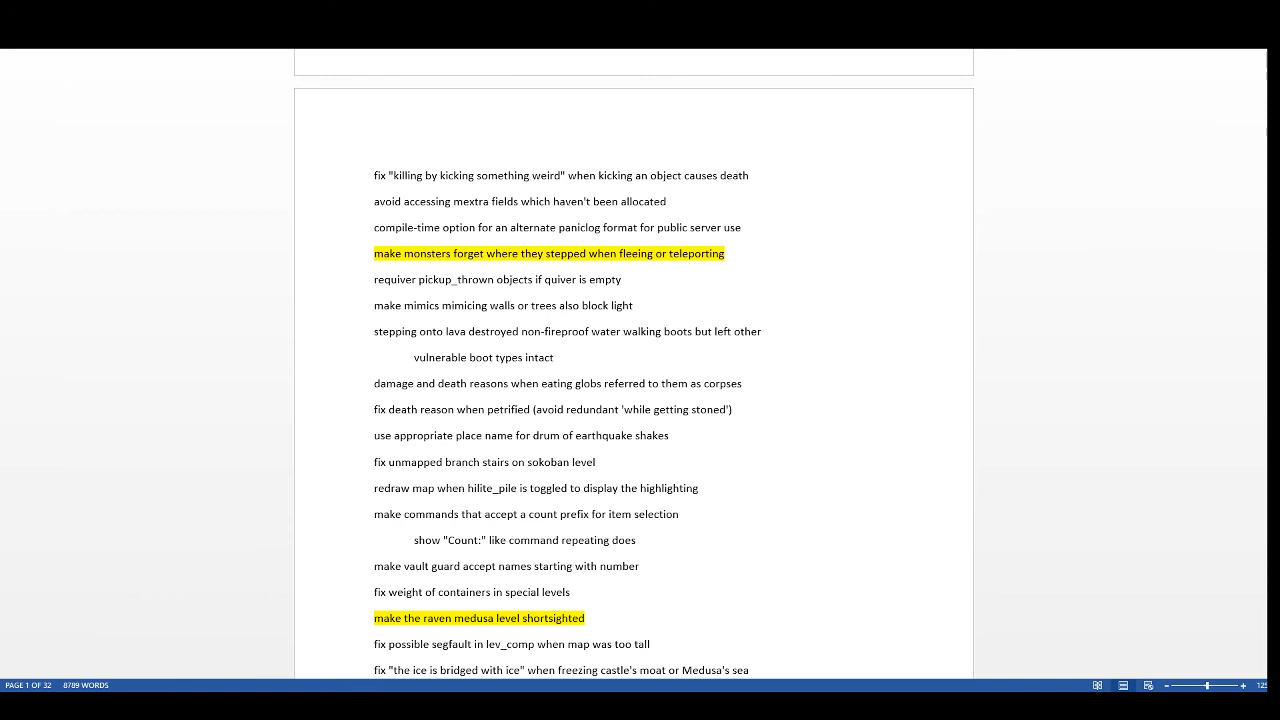 fix "killing by kicking something weird" when kicking an object causes death
avoid accessing mextra fields which haven't been allocated
compile-time option for an alternate paniclog format for public server use
make monsters forget where they stepped when fleeing or teleporting
requiver pickup_thrown objects if quiver is empty
make mimics mimicing walls or trees also block light
stepping onto lava destroyed non-fireproof water walking boots but left other
vulnerable boot types intact
damage and death reasons when eating globs referred to them as corpses
fix death reason when petrified (avoid redundant 'while getting stoned')
use appropriate place name for drum of earthquake shakes
fix unmapped branch stairs on sokoban level
redraw map when hilite_pile is toggled to display the highlighting
make commands that accept a count prefix for item selection
show "Count:" like command repeating does
make vault guard accept names starting with number
fix weight of containers in special levels
make the raven medusa level shortsighted
fix possible segfault in lev_comp when map was too tall
fix "the ice is bridged with ice" when freezing castle's moat or Medusa's sea
PAGE 1 OF 32 8789 WORDS